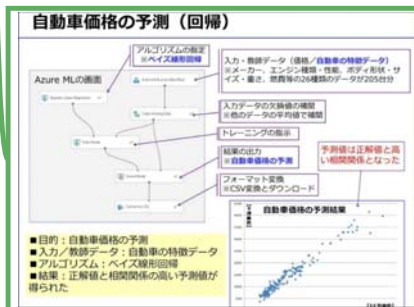 自動車価格の予測（回帰）
アルゴリズムの指定
※ベイズ線形回帰
入力・教師データ（価格／自動車の特徴データ）
※メーカー、エンジン種類・性能、ボディ形状・サイズ・重さ、燃費等の26種類のデータが205台分
Azure MLの画面
入力データの欠損値の補間
※他のデータの平均値で補間
トレーニングの指示
結果の出力
※自動車価格の予測
予測値は正解値と高い相関関係となった
フォーマット変換
※CSV変換とダウンロード
自動車価格の予測結果
■目的：自動車価格の予測
■入力／教師データ：自動車の特徴データ
■アルゴリズム：ベイズ線形回帰
■結果：正解値と相関関係の高い予測値が
得られた